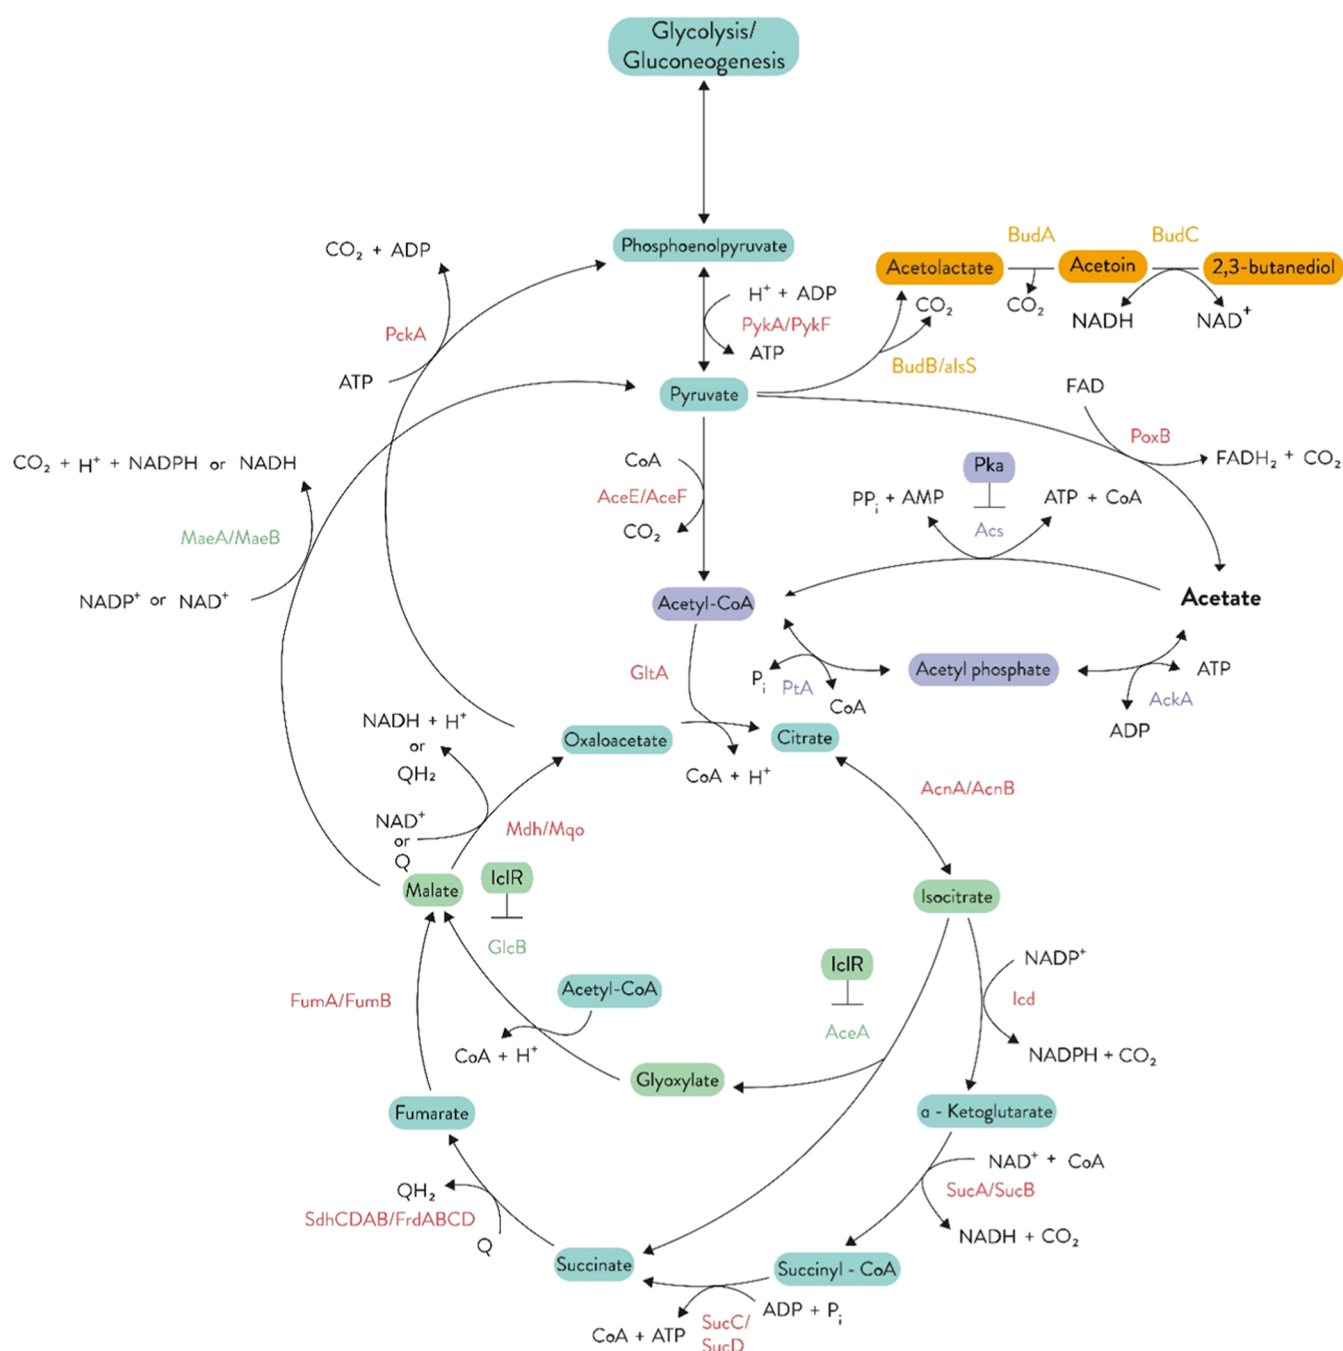 Glycolysis/
Gluconeogenesis
CO₂ + ADP
Phosphoenolpyruvate
BudA
BudC
Acetolactate
Acetoin
2,3-butanediol
H⁺ + ADP
CO₂
CO₂
NADH
NAD⁺
PckA
PykA/PykF
ATP
BudB/alsS
ATP
Pyruvate
FAD
PoxB
CO₂ + H⁺ + NADPH or NADH
CoA
Pka
FADH₂ + CO₂
AceE/AceF
PPᵢ + AMP
ATP + CoA
MaeA/MaeB
CO₂
Acs
NADP⁺ or NAD⁺
Acetyl-CoA
Acetate
GltA
Pᵢ
PtA
CoA
Acetyl phosphate
ATP
AckA
ADP
NADH + H⁺
or
QH₂
Oxaloacetate
Citrate
CoA + H⁺
AcnA/AcnB
NAD⁺
or
Q
Mdh/Mqo
Malate
IclR
Isocitrate
GlcB
IclR
NADP⁺
FumA/FumB
Acetyl-CoA
Icd
AceA
CoA + H⁺
NADPH + CO₂
Glyoxylate
Fumarate
α - Ketoglutarate
NAD⁺ + CoA
QH₂
SucA/SucB
SdhCDAB/FrdABCD
Q
NADH + CO₂
Succinate
Succinyl - CoA
ADP + Pᵢ
CoA + ATP
SucC/
SucD